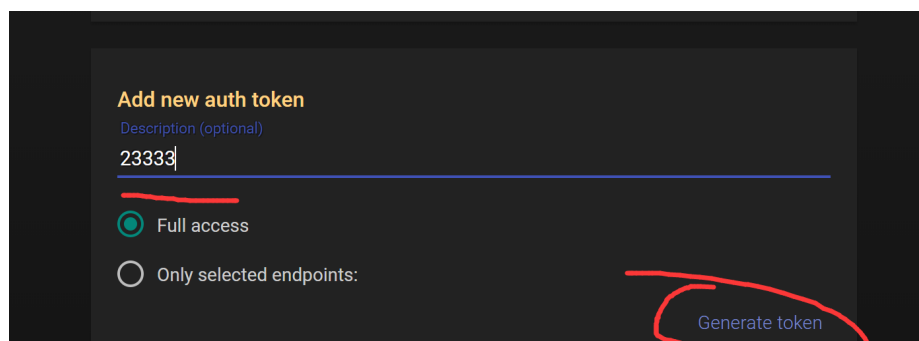 Add new auth token
Description (optional)
23333
Full access
Only selected endpoints:
Generate token